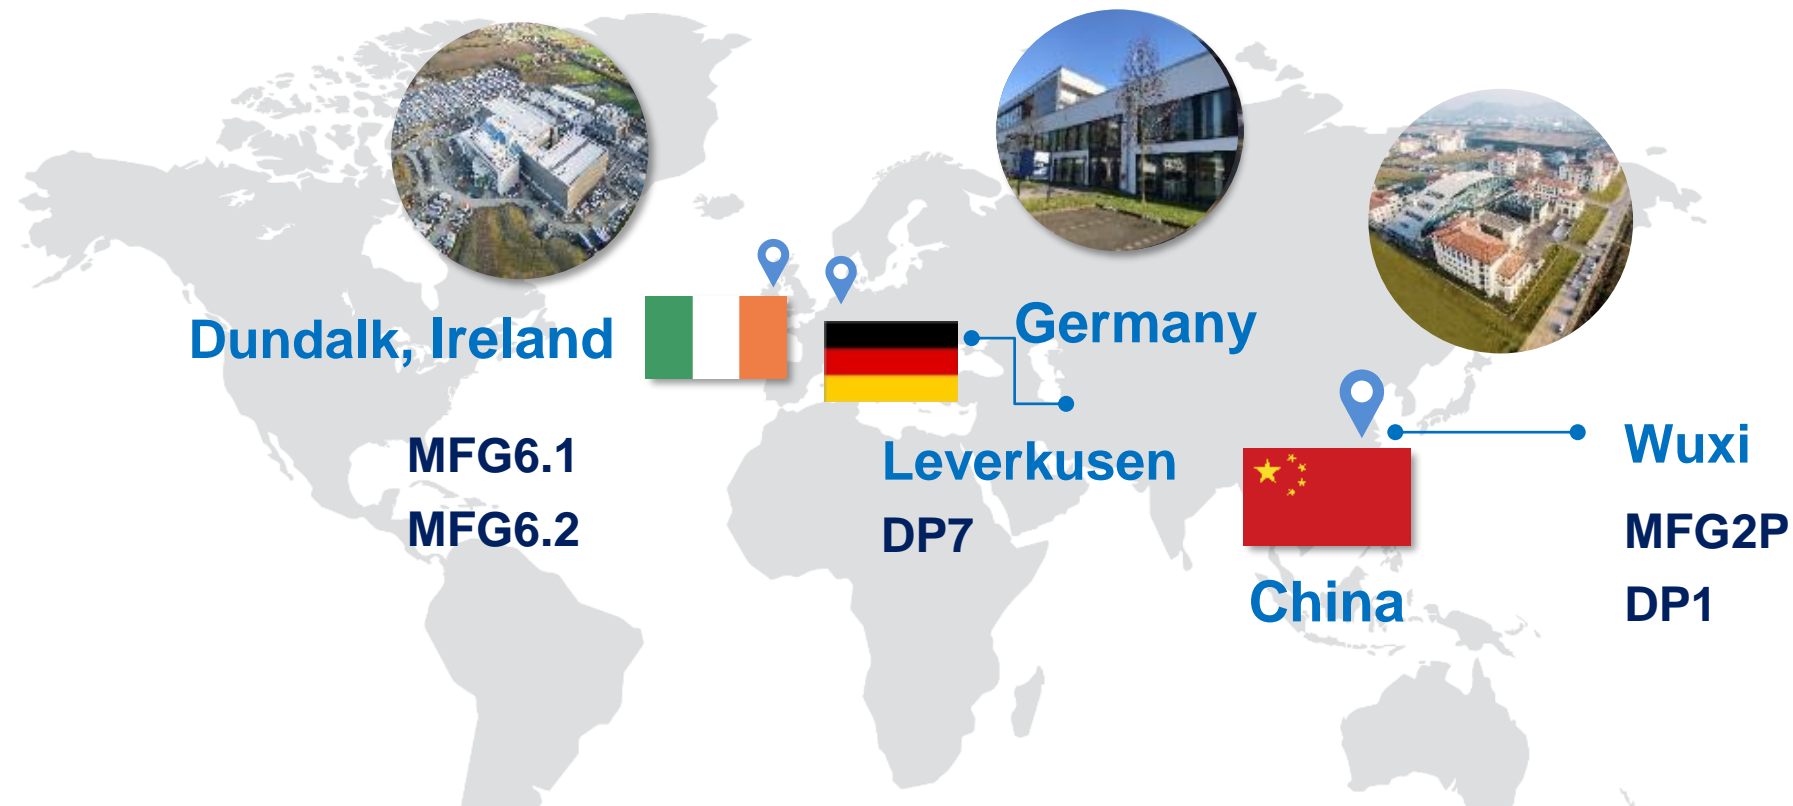 Dundalk, Ireland
MFG6.1
MFG6.2
Germany
Leverkusen
DP7
China
Wuxi
MFG2P
DP1